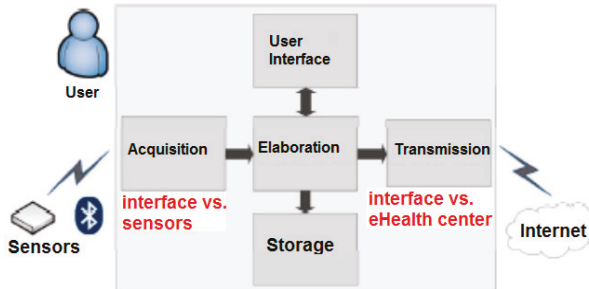 User
Interface
User
Acquisition
Elaboration
Transmission
interface vs.
sensors
interface vs.
eHealth center
Sensors
Storage
Internet